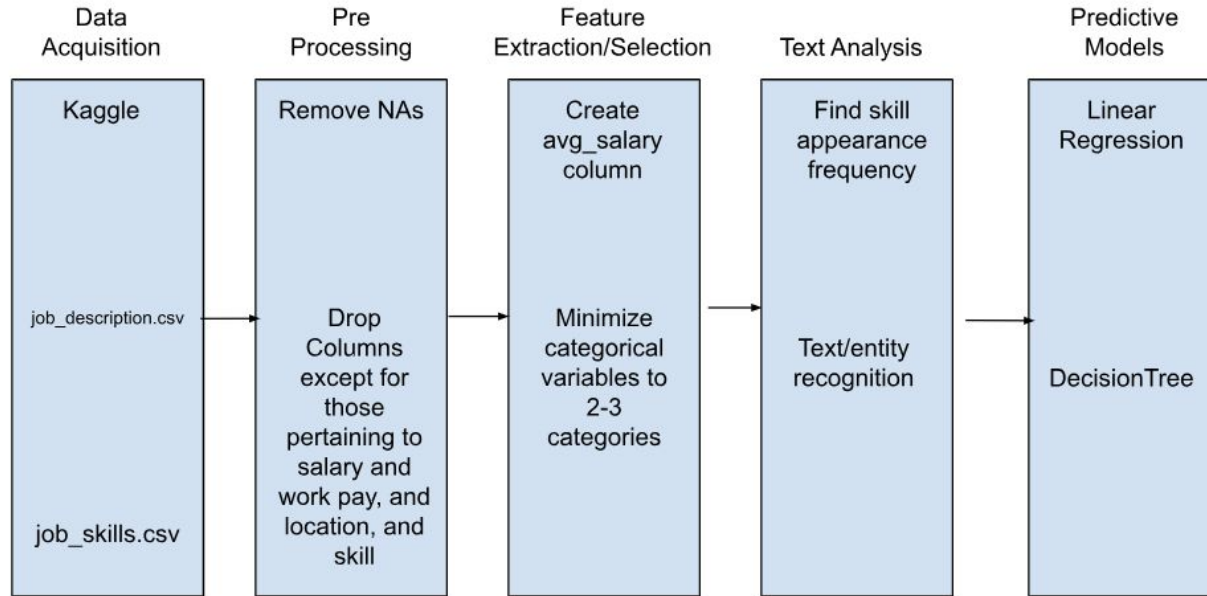 Data
Acquisition
Pre
Processing
Feature
Extraction/Selection
Text Analysis
Predictive
Models
Kaggle
job_description.csv
job_skills.csv
Remove NAs
Drop
Columns
except for
those
pertaining to
salary and
work pay, and
location, and
skill
Create
avg_salary
column
Minimize
categorical
variables to
2-3
categories
Find skill
appearance
frequency
Text/entity
recognition
Linear
Regression
DecisionTree